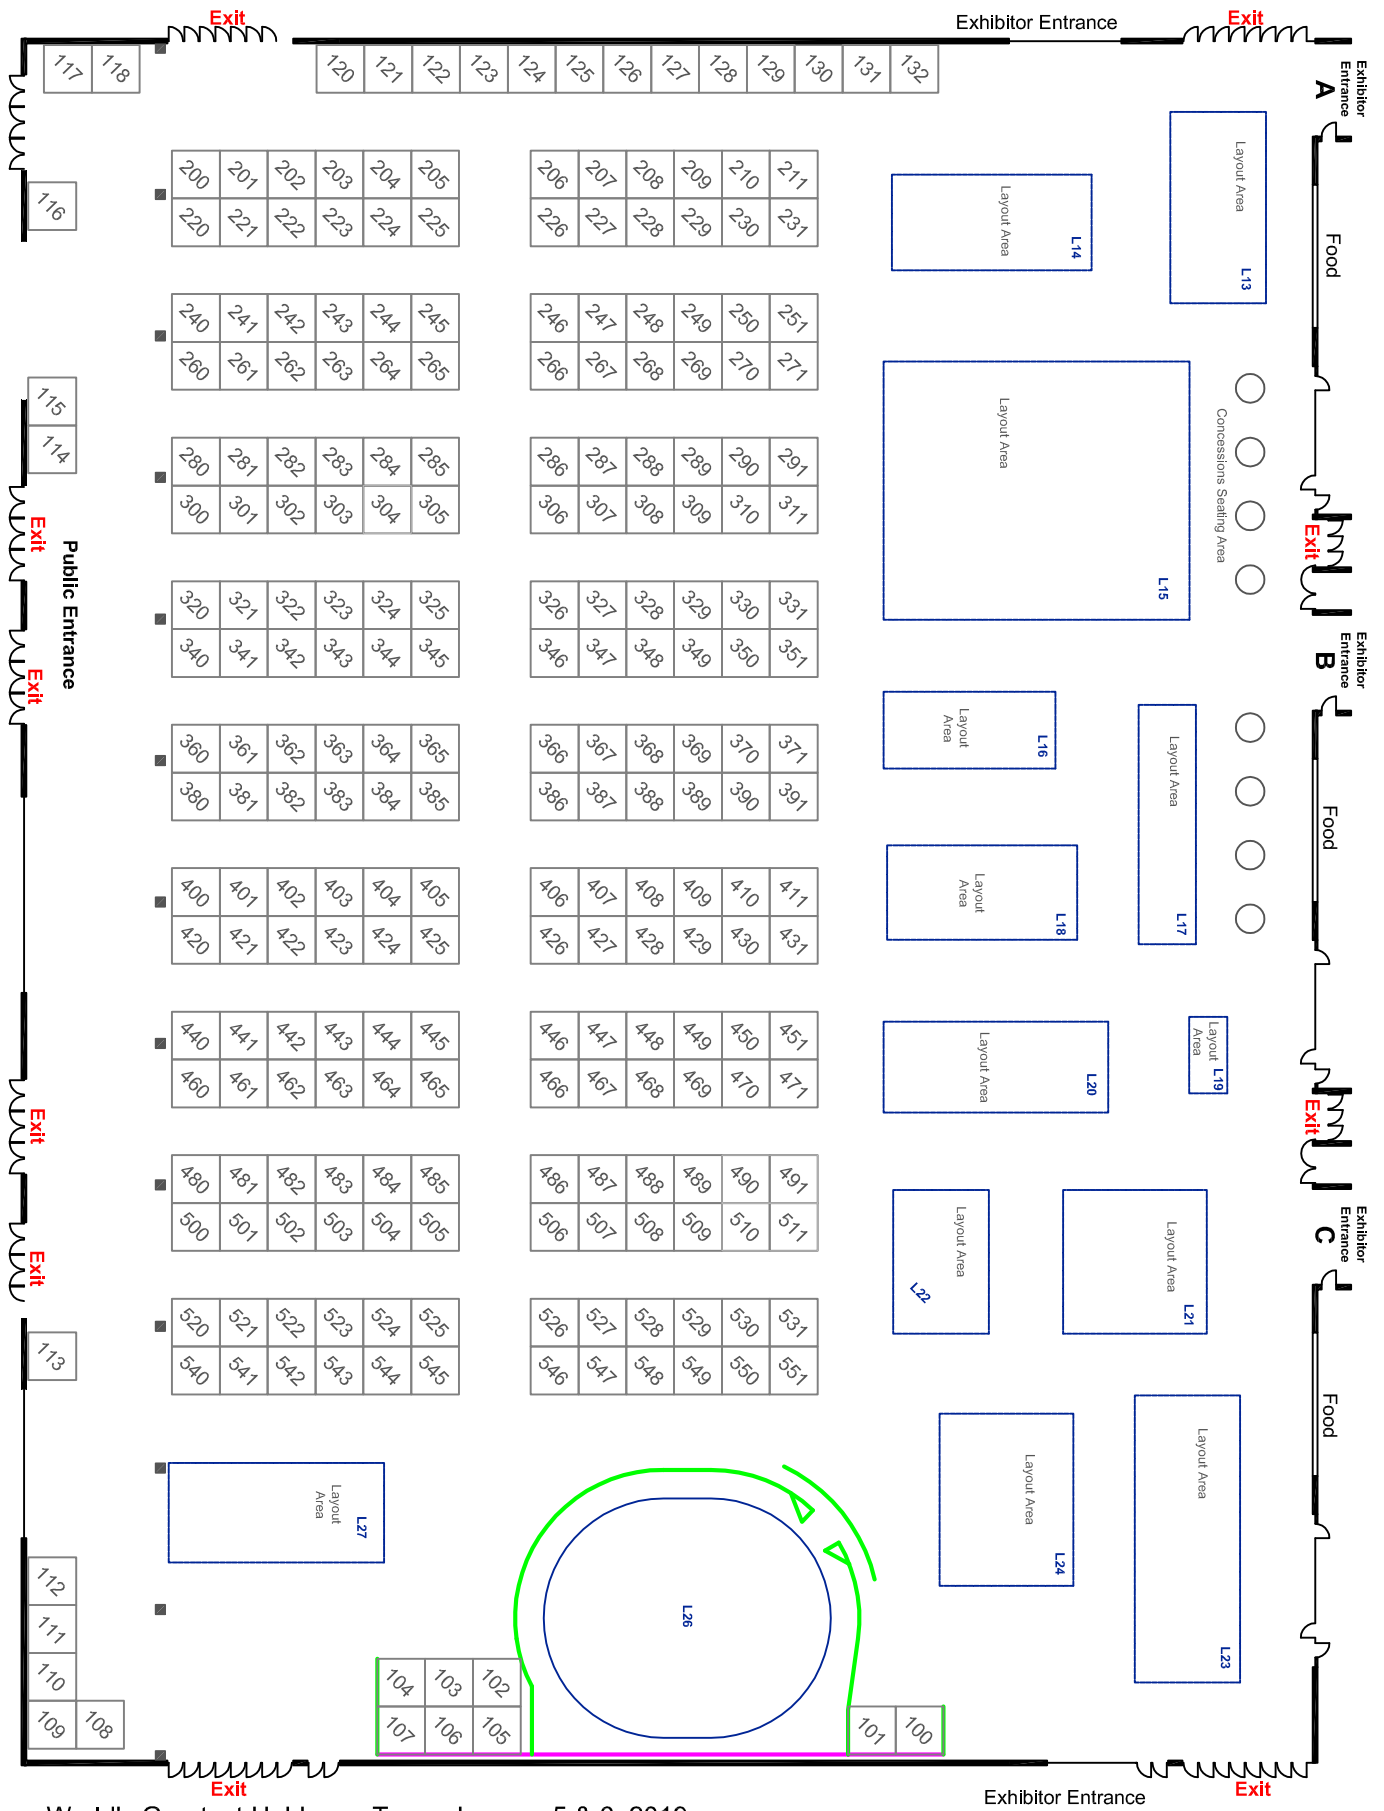 Exit
Exhibitor Entrance
Exit
117 118
120 121 122 123 124 125 126 127 128 129 130 131 132
Exhibitor
Entrance
A
116
200 201 202 203 204 205
206 207 208 209 210 211
220 221 222 223 224 225
226 227 228 229 230 231
Layout Area
L14
Layout Area
L13
Food
240 241 242 243 244 245
246 247 248 249 250 251
260 261 262 263 264 265
266 267 268 269 270 271
115
114
280 281 282 283 284 285
286 287 288 289 290 291
300 301 302 303 304 305
306 307 308 309 310 311
Layout Area
L15
Concessions Seating Area
Exit
Exit
Public Entrance
320 321 322 323 324 325
326 327 328 329 330 331
340 341 342 343 344 345
346 347 348 349 350 351
Exit
Exhibitor
Entrance
B
360 361 362 363 364 365
366 367 368 369 370 371
380 381 382 383 384 385
386 387 388 389 390 391
Layout
Area
L16
Layout Area
L17
Food
400 401 402 403 404 405
406 407 408 409 410 411
420 421 422 423 424 425
426 427 428 429 430 431
Layout
Area
L18
440 441 442 443 444 445
446 447 448 449 450 451
460 461 462 463 464 465
466 467 468 469 470 471
Layout Area
L20
Layout
Area
L19
Exit
Exit
480 481 482 483 484 485
486 487 488 489 490 491
500 501 502 503 504 505
506 507 508 509 510 511
Layout Area
L22
Layout Area
L21
Exhibitor
Entrance
C
Exit
520 521 522 523 524 525
526 527 528 529 530 531
540 541 542 543 544 545
546 547 548 549 550 551
113
Layout Area
L24
Layout Area
L23
Food
Layout
Area
L27
L26
112
111
110
109 108
104 103 102
107 106 105
101 100
Exit
Exhibitor Entrance
Exit